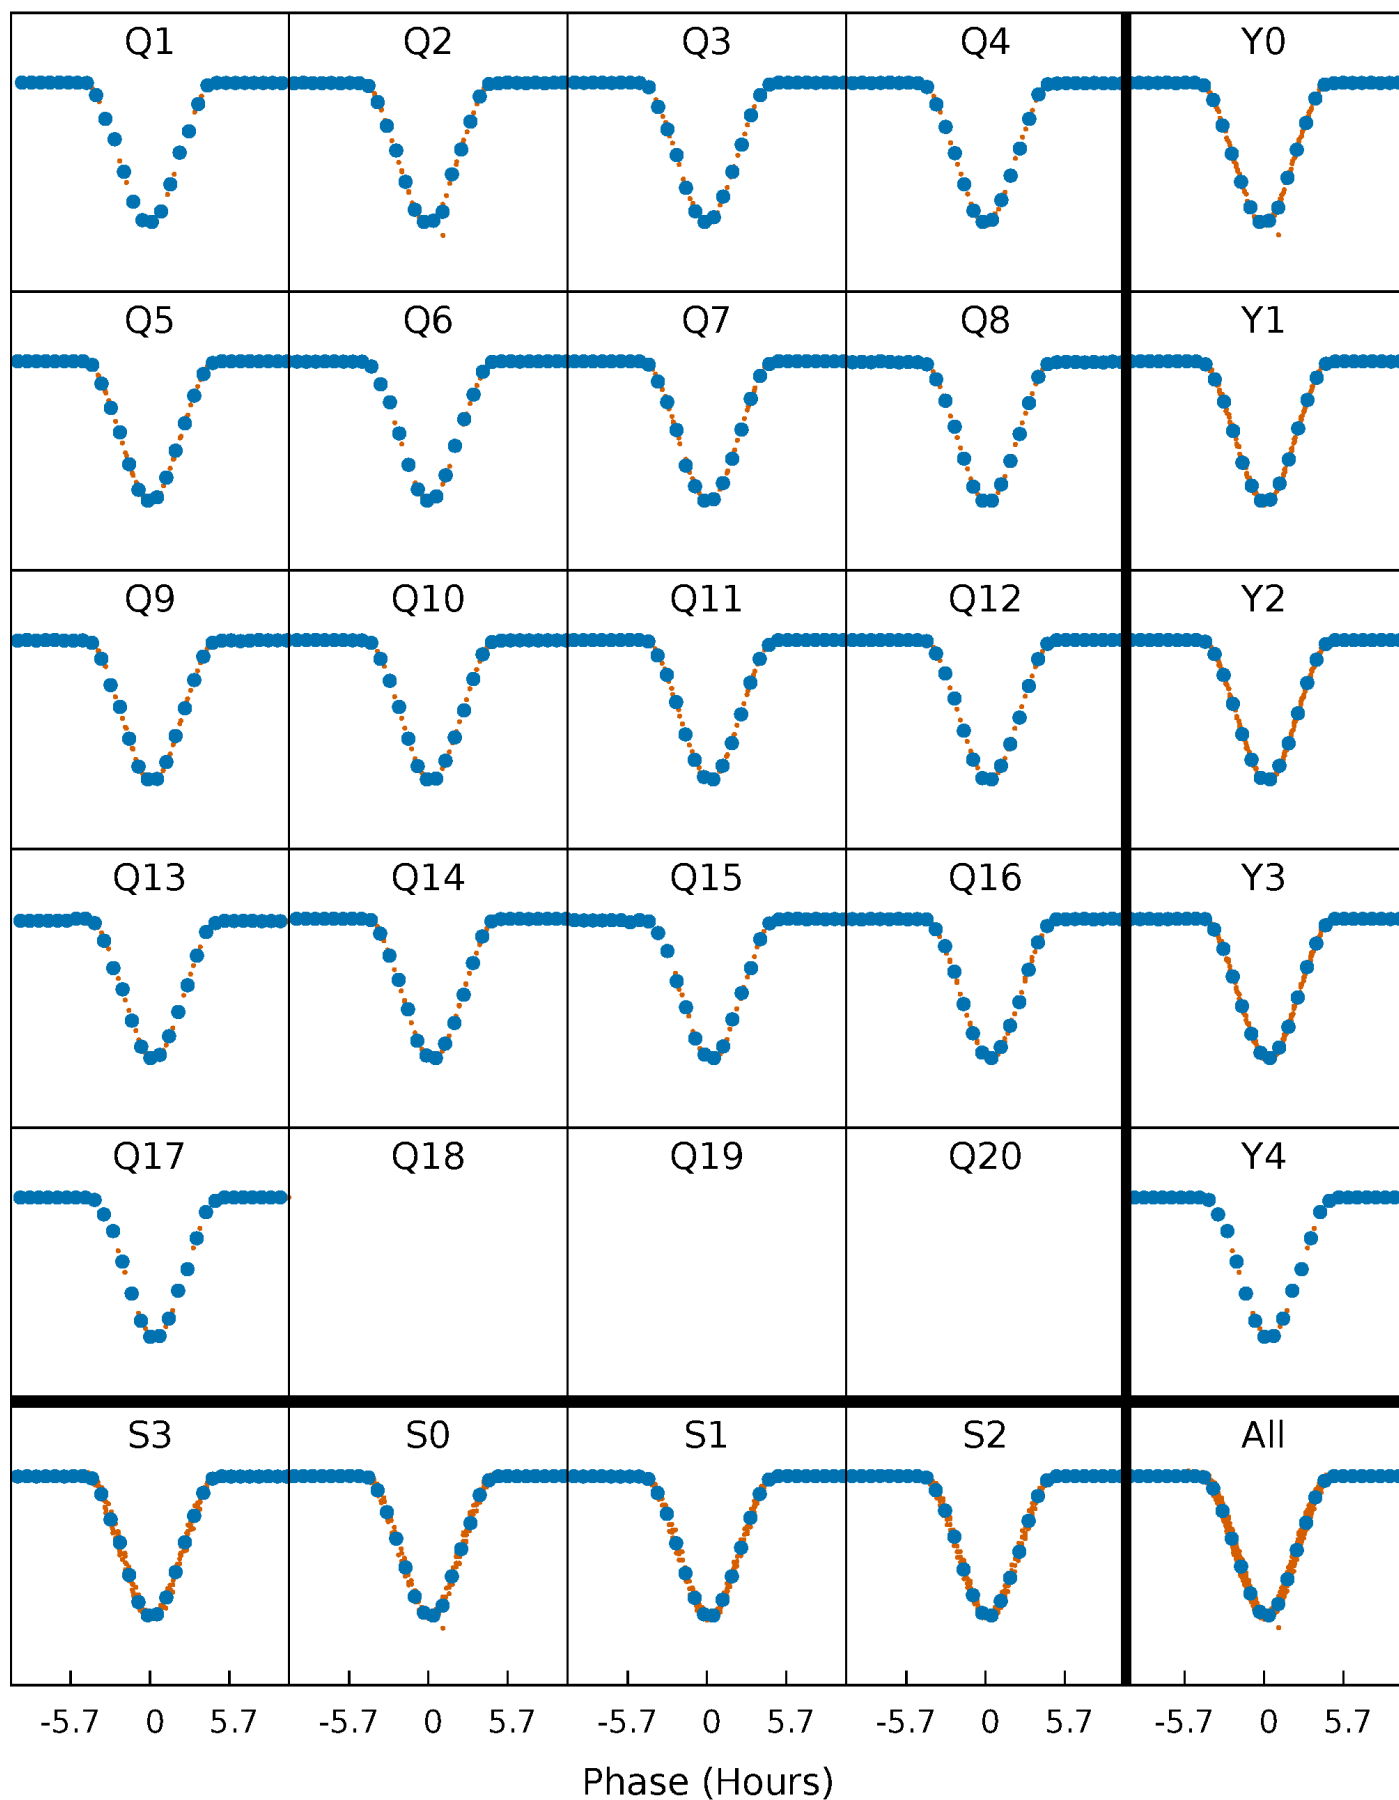 Q1 Q2 Q3 Q4 Y0
Q5 Q6 Q7 Q8 Y1
Q9 Q10 Q11 Q12 Y2
Q13 Q14 Q15 Q16 Y3
Q17 Q18 Q19 Q20 Y4
S3 S0 S1 S2 All
-5.7 0 5.7 -5.7 0 5.7 -5.7 0 5.7 -5.7 0 5.7 -5.7 0 5.7
Phase (Hours)